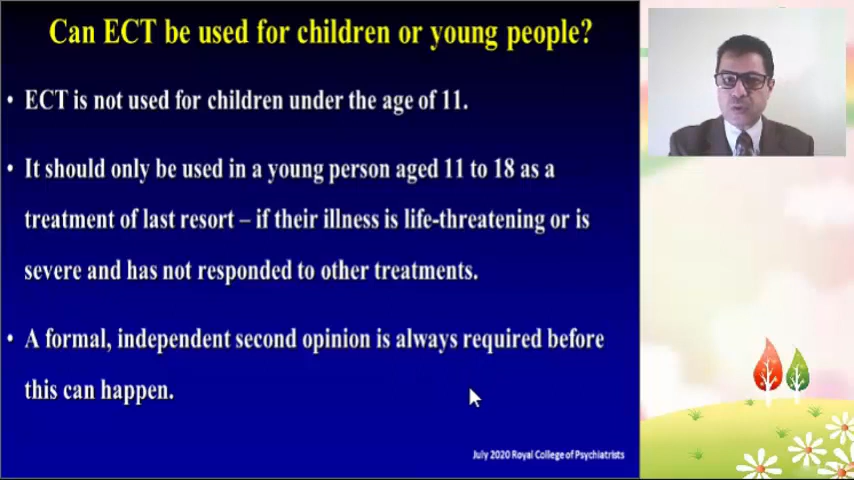 Can ECT be used for children or young people?
• ECT is not used for children under the age of 11.
• It should only be used in a young person aged 11 to 18 as a
treatment of last resort – if their illness is life-threatening or is
severe and has not responded to other treatments.
• A formal, independent second opinion is always required before
this can happen.
July 2020 Royal College of Psychiatrists